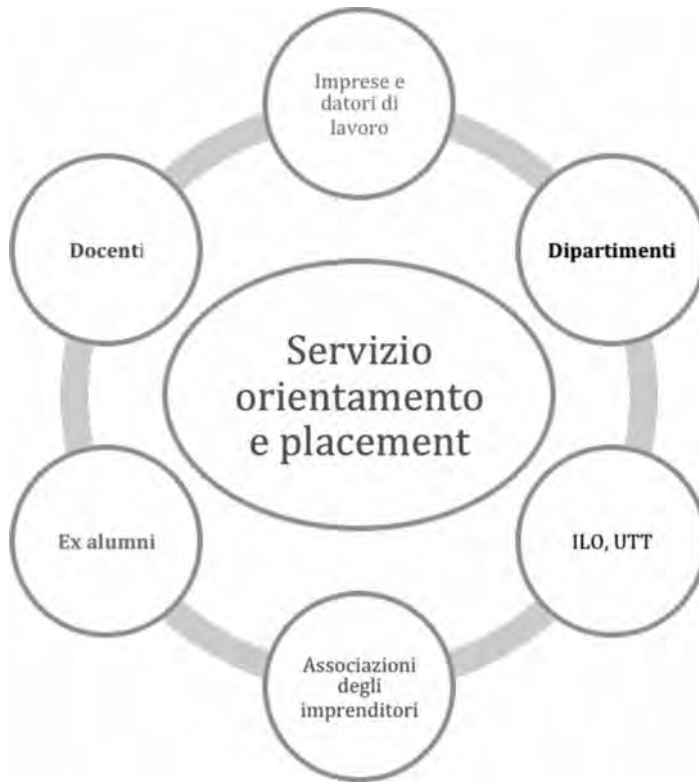 Imprese e
datori di
lavoro
Docenti
Dipartimenti
Servizio
orientamento
e placement
Ex alumni
ILO, UTT
Associazioni
degli
imprenditori